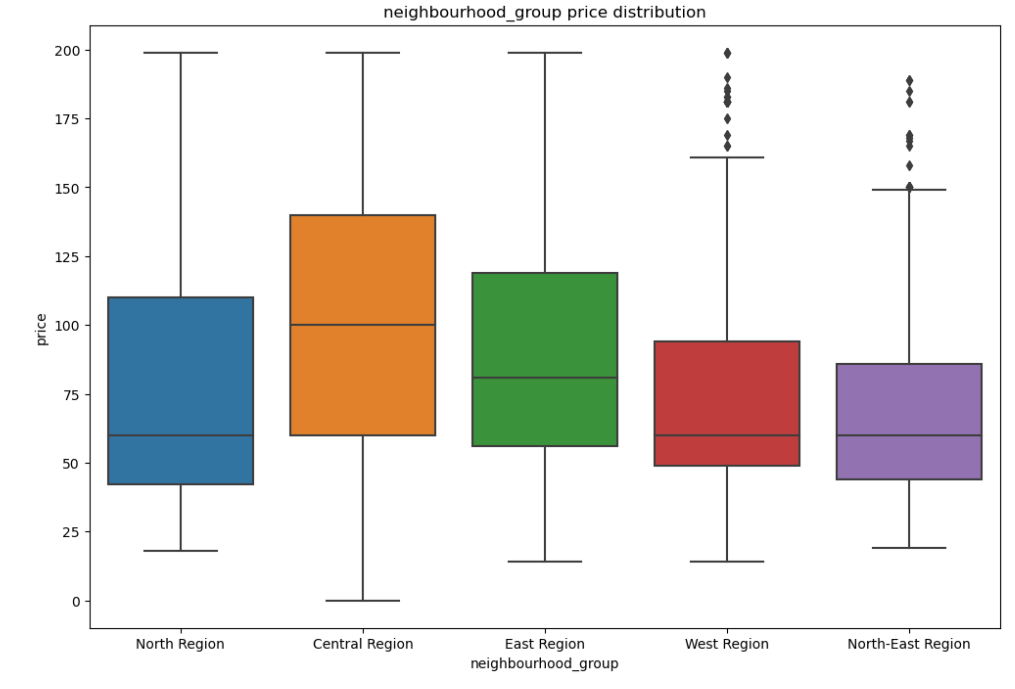 neighbourhood_group price distribution
price
200
175
150
125
100
75
50
25
0
North Region
Central Region
East Region
West Region
North-East Region
neighbourhood_group